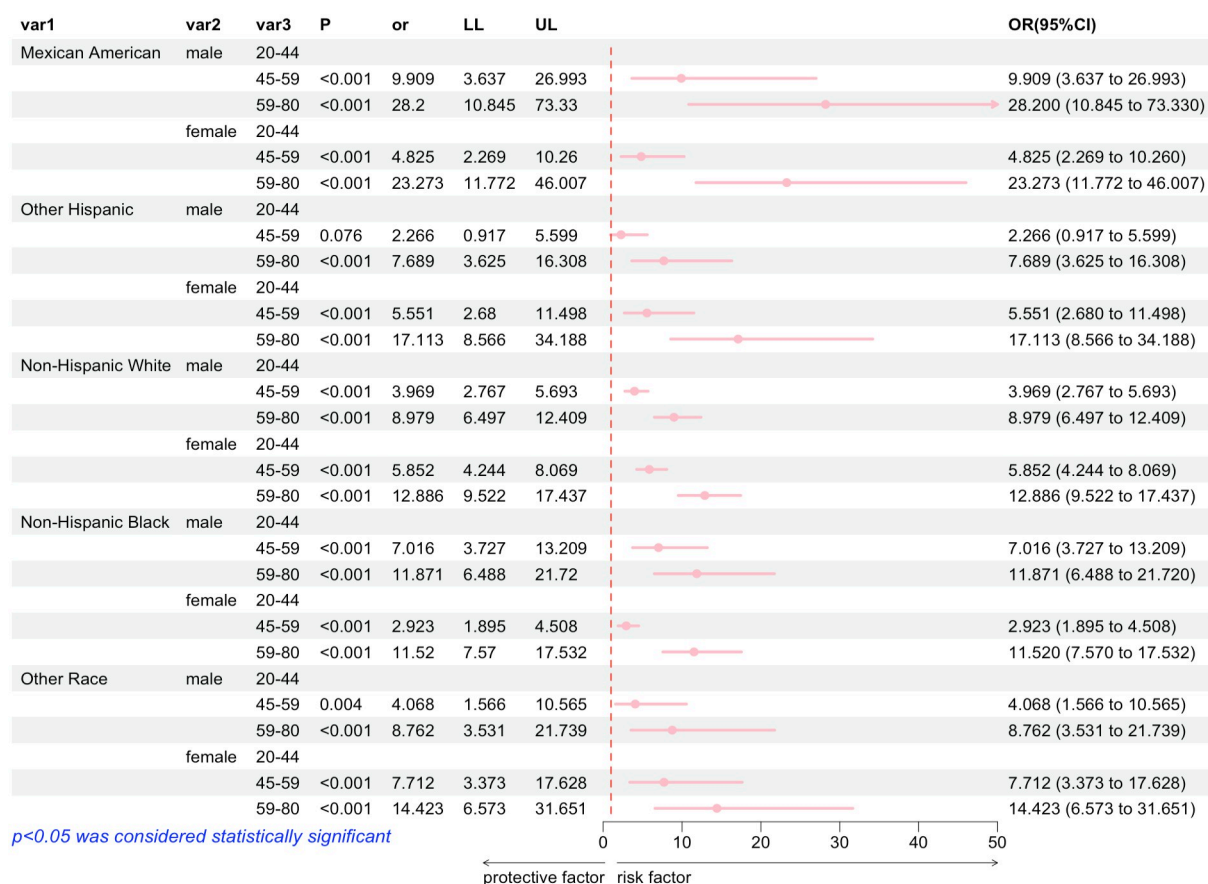 var1 var2 var3 P or LL UL OR(95%CI)
Mexican American male 20-44
45-59 <0.001 9.909 3.637 26.993 9.909 (3.637 to 26.993)
59-80 <0.001 28.2 10.845 73.33 28.200 (10.845 to 73.330)
female 20-44
45-59 <0.001 4.825 2.269 10.26 4.825 (2.269 to 10.260)
59-80 <0.001 23.273 11.772 46.007 23.273 (11.772 to 46.007)
Other Hispanic male 20-44
45-59 0.076 2.266 0.917 5.599 2.266 (0.917 to 5.599)
59-80 <0.001 7.689 3.625 16.308 7.689 (3.625 to 16.308)
female 20-44
45-59 <0.001 5.551 2.68 11.498 5.551 (2.680 to 11.498)
59-80 <0.001 17.113 8.566 34.188 17.113 (8.566 to 34.188)
Non-Hispanic White male 20-44
45-59 <0.001 3.969 2.767 5.693 3.969 (2.767 to 5.693)
59-80 <0.001 8.979 6.497 12.409 8.979 (6.497 to 12.409)
female 20-44
45-59 <0.001 5.852 4.244 8.069 5.852 (4.244 to 8.069)
59-80 <0.001 12.886 9.522 17.437 12.886 (9.522 to 17.437)
Non-Hispanic Black male 20-44
45-59 <0.001 7.016 3.727 13.209 7.016 (3.727 to 13.209)
59-80 <0.001 11.871 6.488 21.72 11.871 (6.488 to 21.720)
female 20-44
45-59 <0.001 2.923 1.895 4.508 2.923 (1.895 to 4.508)
59-80 <0.001 11.52 7.57 17.532 11.520 (7.570 to 17.532)
Other Race male 20-44
45-59 0.004 4.068 1.566 10.565 4.068 (1.566 to 10.565)
59-80 <0.001 8.762 3.531 21.739 8.762 (3.531 to 21.739)
female 20-44
45-59 <0.001 7.712 3.373 17.628 7.712 (3.373 to 17.628)
59-80 <0.001 14.423 6.573 31.651 14.423 (6.573 to 31.651)
p<0.05 was considered statistically significant
0 10 20 30 40 50
protective factor risk factor